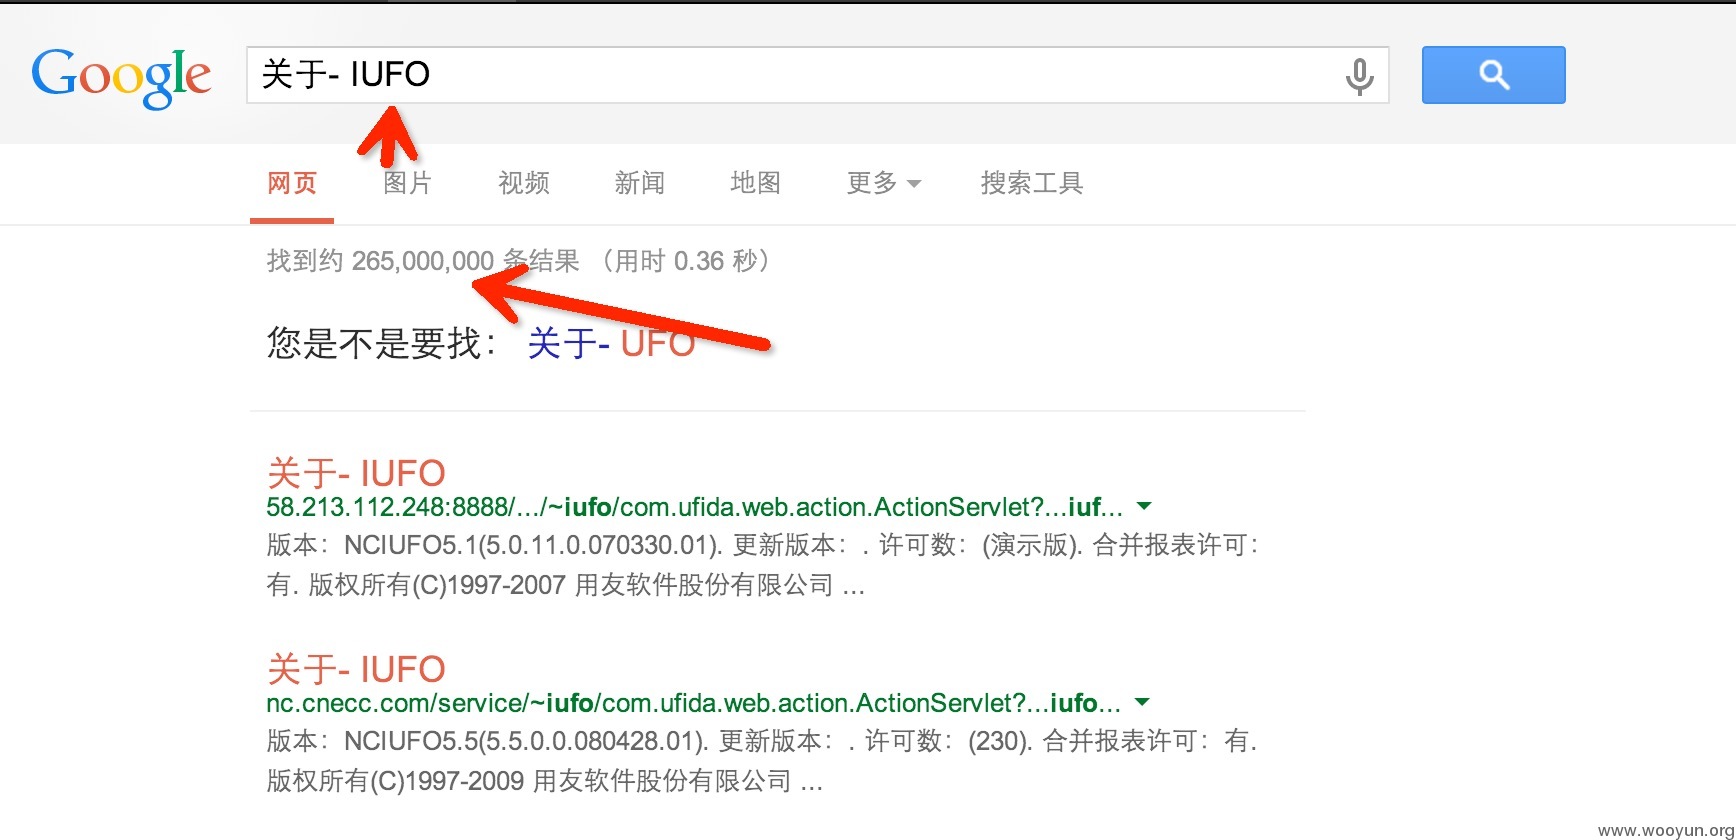 Google
关于- IUFO
网页 图片 视频 新闻 地图 更多 搜索工具
找到约 265,000,000 条结果 （用时 0.36 秒）
您是不是要找： 关于- UFO
关于- IUFO
58.213.112.248:8888/.../~iufo/com.ufida.web.action.ActionServlet?...iuf...
版本：NCIUFO5.1(5.0.11.0.070330.01). 更新版本：. 许可数：(演示版). 合并报表许可：
有. 版权所有(C)1997-2007 用友软件股份有限公司 ...
关于- IUFO
nc.cnecc.com/service/~iufo/com.ufida.web.action.ActionServlet?...iufo...
版本：NCIUFO5.5(5.5.0.0.080428.01). 更新版本：. 许可数：(230). 合并报表许可：有.
版权所有(C)1997-2009 用友软件股份有限公司 ...
www.wooyun.org